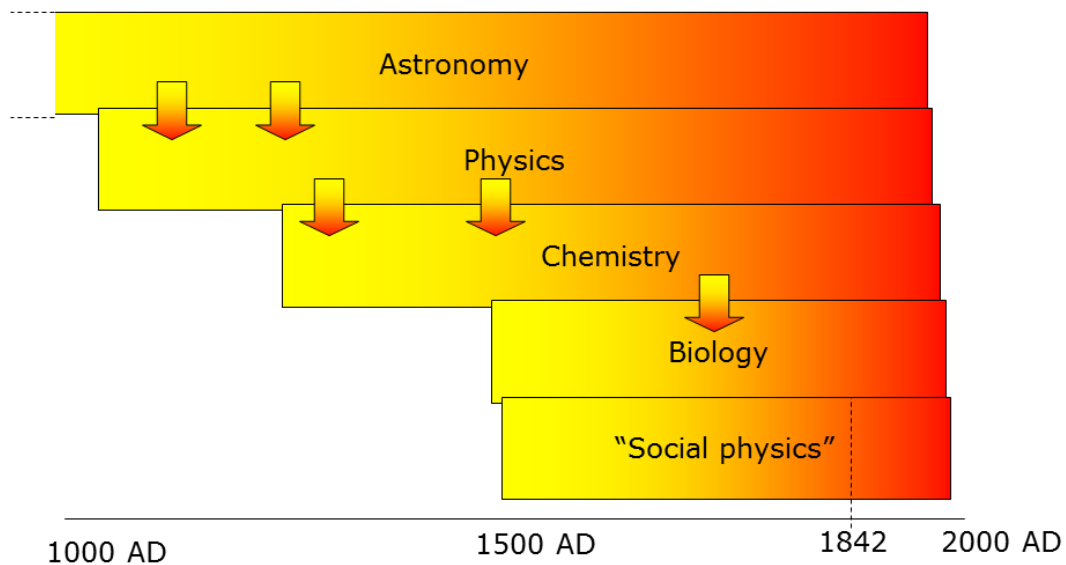 Astronomy
Physics
Chemistry
Biology
“Social physics”
1000 AD
1500 AD
1842
2000 AD